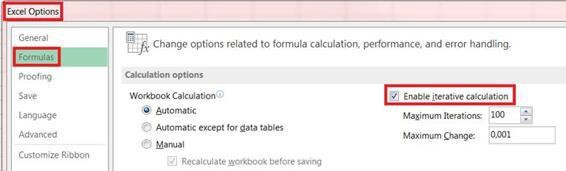 Excel Options
General
Formulas
Proofing
Save
Language
Advanced
Customize Ribbon
Change options related to formula calculation, performance, and error handling.
Calculation options
Workbook Calculation
Automatic
Automatic except for data tables
Manual
Recalculate workbook before saving
Enable iterative calculation
Maximum Iterations: 100
Maximum Change: 0,001